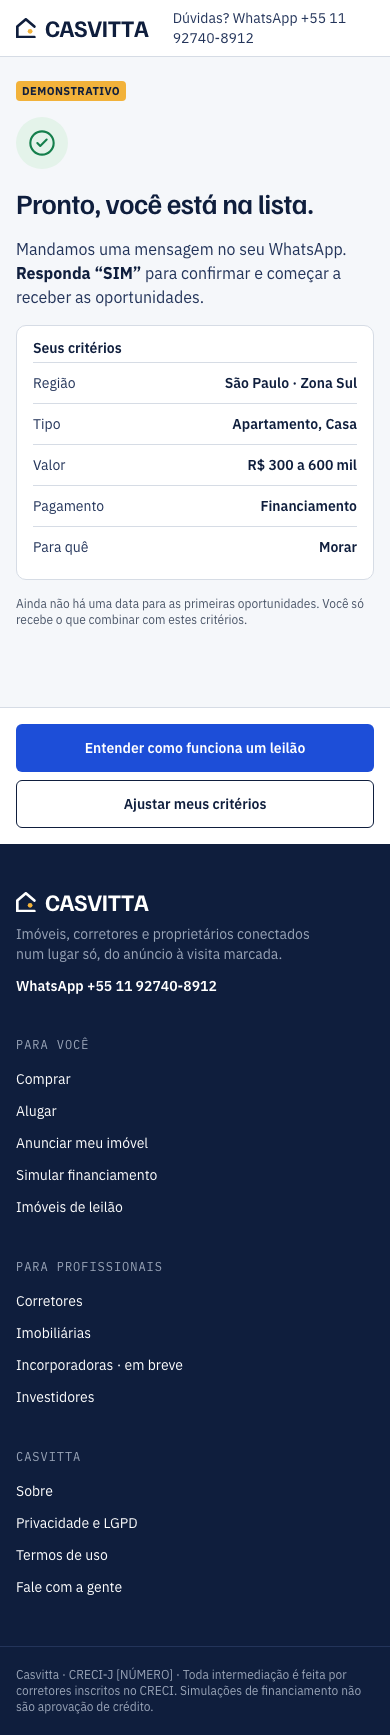 CASVITTA
Dúvidas? WhatsApp +55 11
92740-8912
DEMONSTRATIVO
Pronto, você está na lista.
Mandamos uma mensagem no seu WhatsApp.
Responda “SIM” para confirmar e começar a
receber as oportunidades.
Seus critérios
Região São Paulo · Zona Sul
Tipo Apartamento, Casa
Valor R$ 300 a 600 mil
Pagamento Financiamento
Para quê Morar
Ainda não há uma data para as primeiras oportunidades. Você só
recebe o que combinar com estes critérios.
Entender como funciona um leilão
Ajustar meus critérios
CASVITTA
Imóveis, corretores e proprietários conectados
num lugar só, do anúncio à visita marcada.
WhatsApp +55 11 92740-8912
PARA VOCÊ
Comprar
Alugar
Anunciar meu imóvel
Simular financiamento
Imóveis de leilão
PARA PROFISSIONAIS
Corretores
Imobiliárias
Incorporadoras · em breve
Investidores
CASVITTA
Sobre
Privacidade e LGPD
Termos de uso
Fale com a gente
Casvitta · CRECI-J [NÚMERO] · Toda intermediação é feita por
corretores inscritos no CRECI. Simulações de financiamento não
são aprovação de crédito.